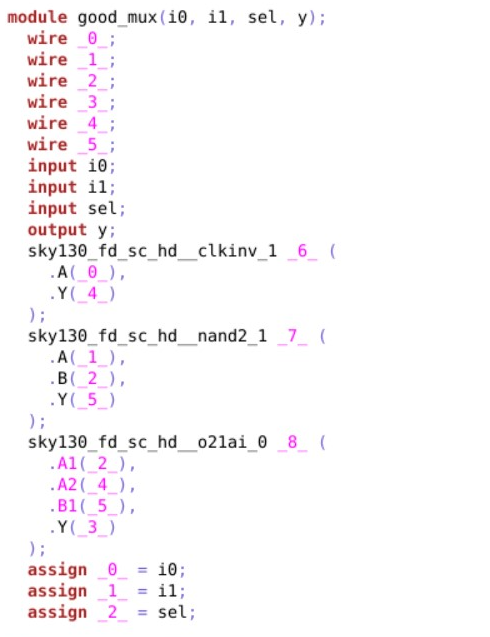 module good_mux(i0, i1, sel, y);
  wire _0_;
  wire _1_;
  wire _2_;
  wire _3_;
  wire _4_;
  wire _5_;
  input i0;
  input i1;
  input sel;
  output y;
  sky130_fd_sc_hd__clkinv_1 _6_ (
    .A(_0_),
    .Y(_4_)
  );
  sky130_fd_sc_hd__nand2_1 _7_ (
    .A(_1_),
    .B(_2_),
    .Y(_5_)
  );
  sky130_fd_sc_hd__o21ai_0 _8_ (
    .A1(_2_),
    .A2(_4_),
    .B1(_5_),
    .Y(_3_)
  );
  assign _0_ = i0;
  assign _1_ = i1;
  assign _2_ = sel;